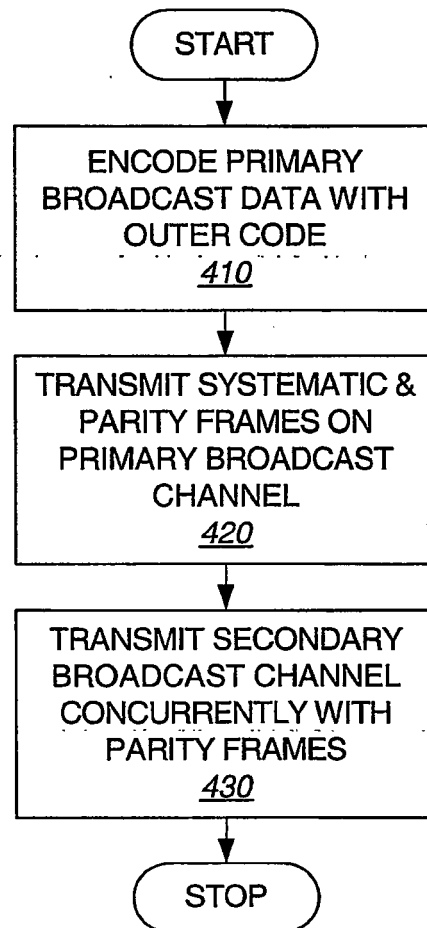 START
ENCODE PRIMARY
BROADCAST DATA WITH
OUTER CODE
410
TRANSMIT SYSTEMATIC &
PARITY FRAMES ON
PRIMARY BROADCAST
CHANNEL
420
TRANSMIT SECONDARY
BROADCAST CHANNEL
CONCURRENTLY WITH
PARITY FRAMES
430
STOP